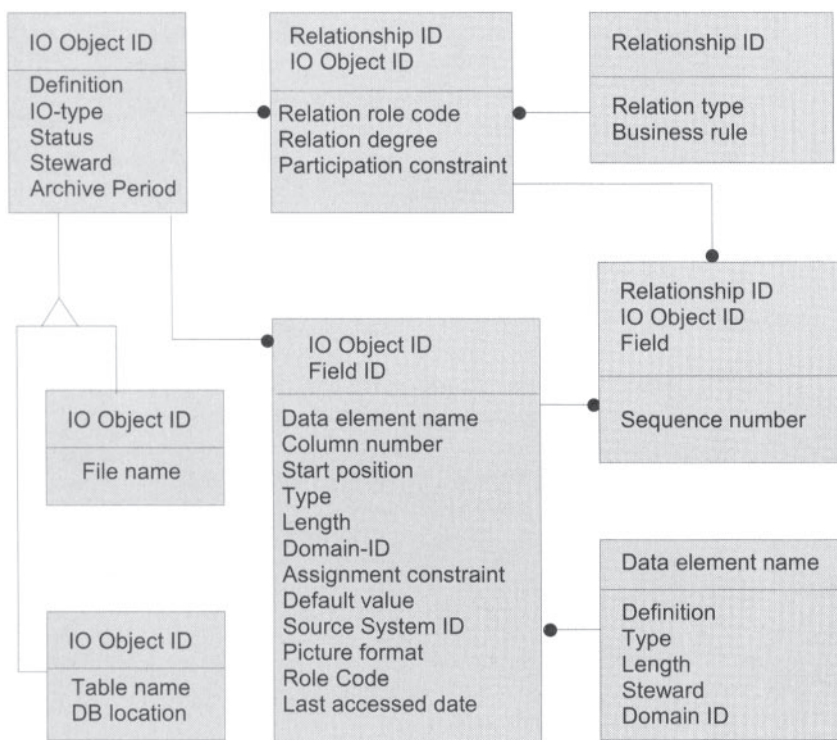 IO Object ID
Definition
IO-type
Status
Steward
Archive Period
Relationship ID
IO Object ID
Relation role code
Relation degree
Participation constraint
Relationship ID
Relation type
Business rule
Relationship ID
IO Object ID
Field
Sequence number
IO Object ID
Field ID
Data element name
Column number
Start position
Type
Length
Domain-ID
Assignment constraint
Default value
Source System ID
Picture format
Role Code
Last accessed date
IO Object ID
File name
IO Object ID
Table name
DB location
Data element name
Definition
Type
Length
Steward
Domain ID